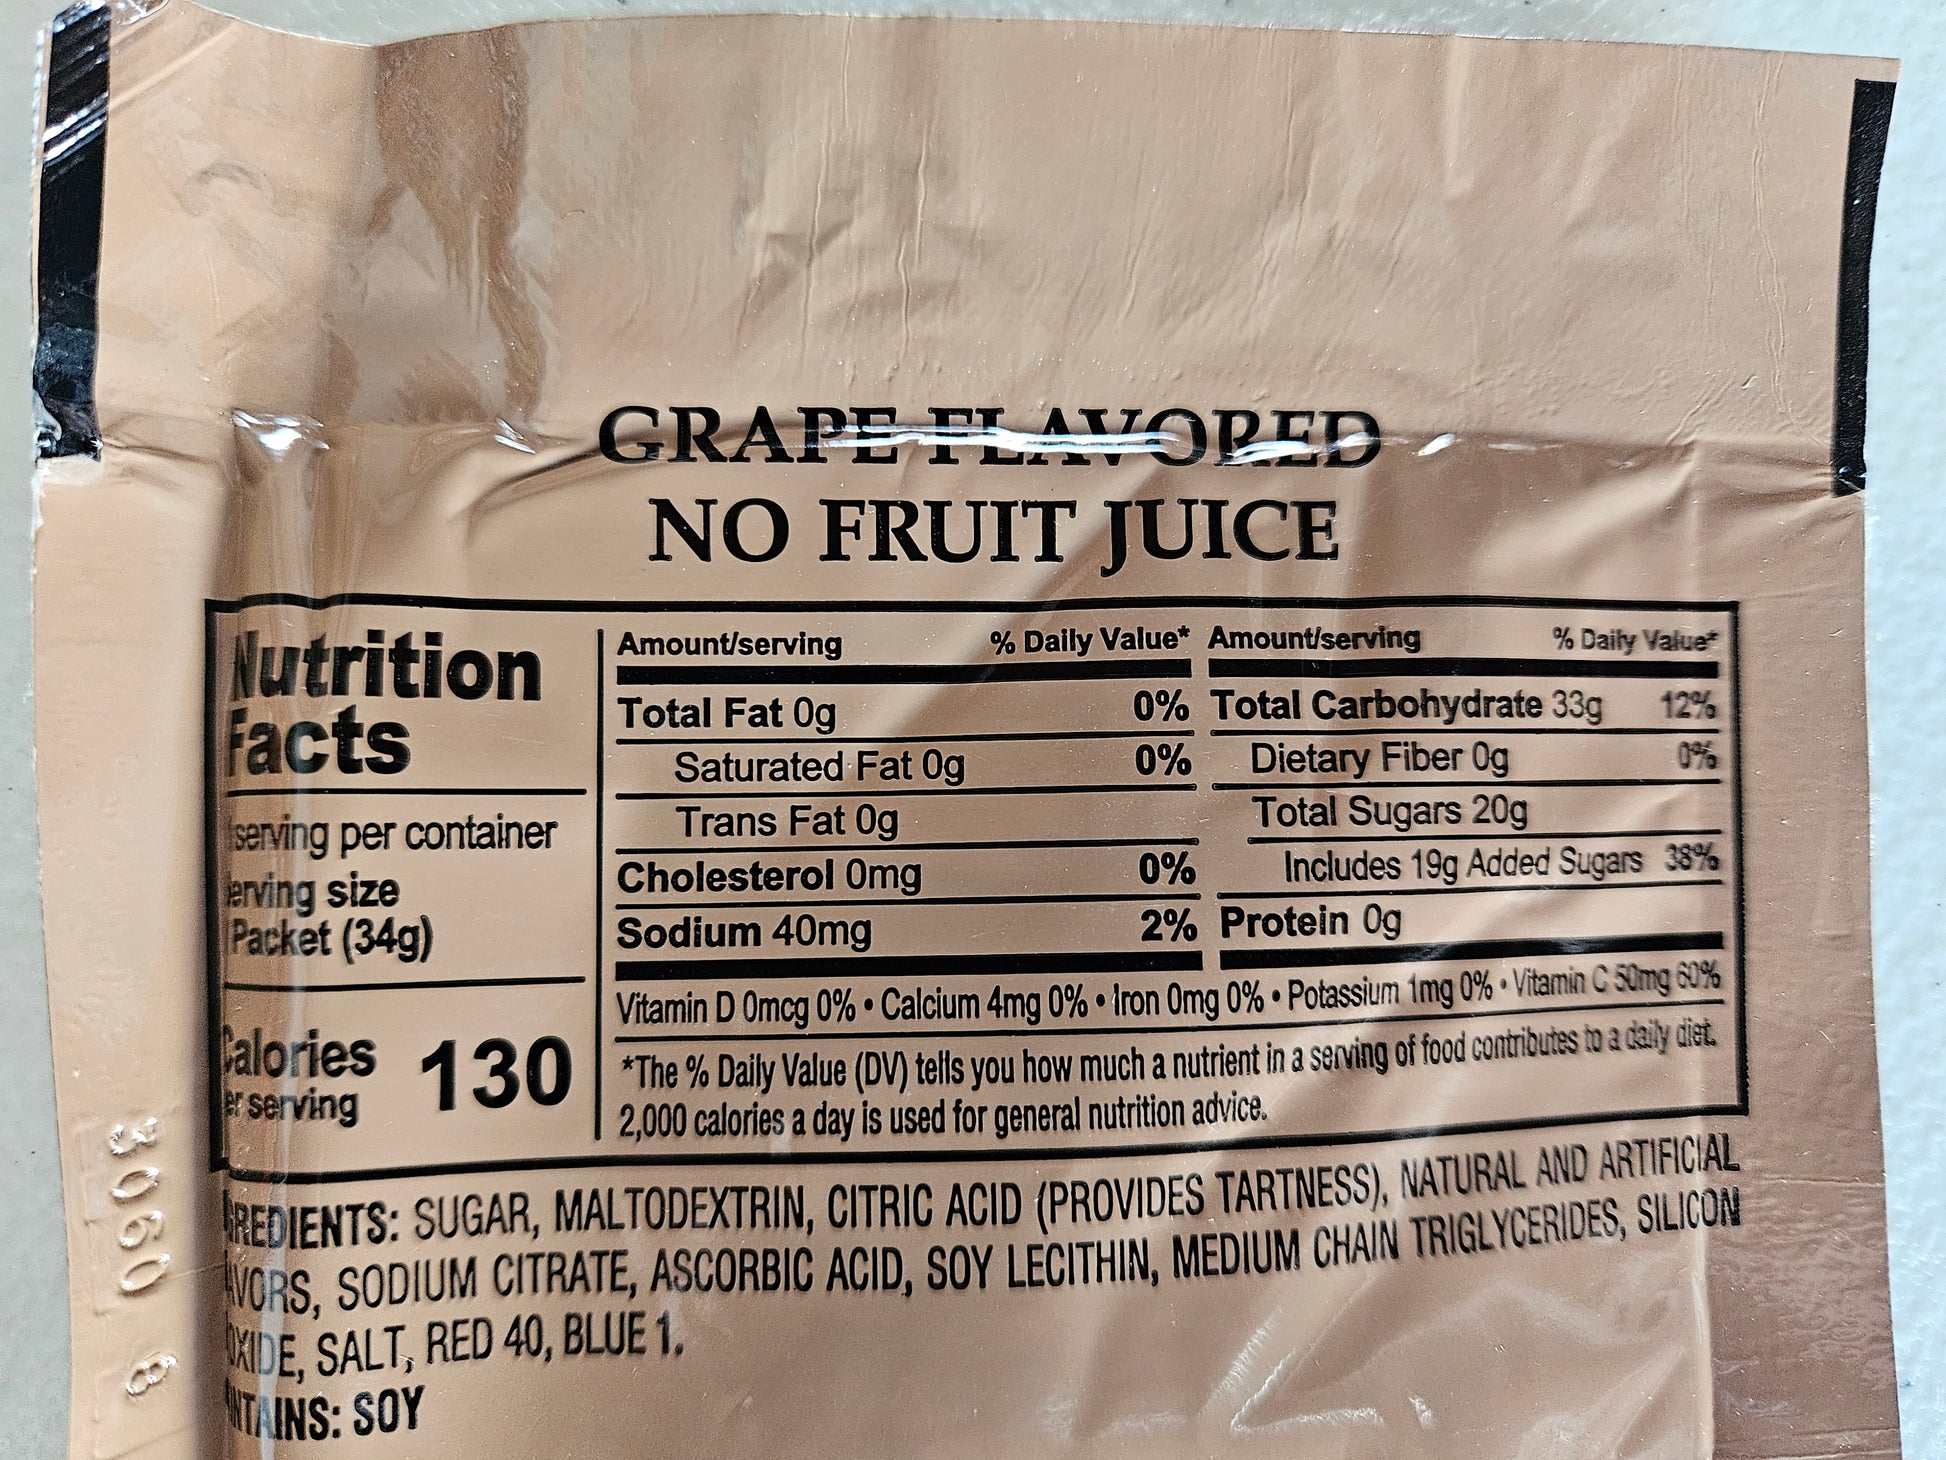 GRAPE FLAVORED
NO FRUIT JUICE
Nutrition
Facts
serving per container
erving size
Packet (34g)
Calories
er serving
130
Amount/serving % Daily Value*
Total Fat 0g 0%
Saturated Fat 0g 0%
Trans Fat 0g
Cholesterol 0mg 0%
Sodium 40mg 2%
Amount/serving % Daily Value*
Total Carbohydrate 33g 12%
Dietary Fiber 0g 0%
Total Sugars 20g
Includes 19g Added Sugars 38%
Protein 0g
Vitamin D 0mcg 0% • Calcium 4mg 0% • Iron 0mg 0% • Potassium 1mg 0% • Vitamin C 50mg 60%
*The % Daily Value (DV) tells you how much a nutrient in a serving of food contributes to a daily diet.
2,000 calories a day is used for general nutrition advice.
GREDIENTS: SUGAR, MALTODEXTRIN, CITRIC ACID (PROVIDES TARTNESS), NATURAL AND ARTIFICIAL
AVORS, SODIUM CITRATE, ASCORBIC ACID, SOY LECITHIN, MEDIUM CHAIN TRIGLYCERIDES, SILICON
OXIDE, SALT, RED 40, BLUE 1.
NTAINS: SOY
3060 8